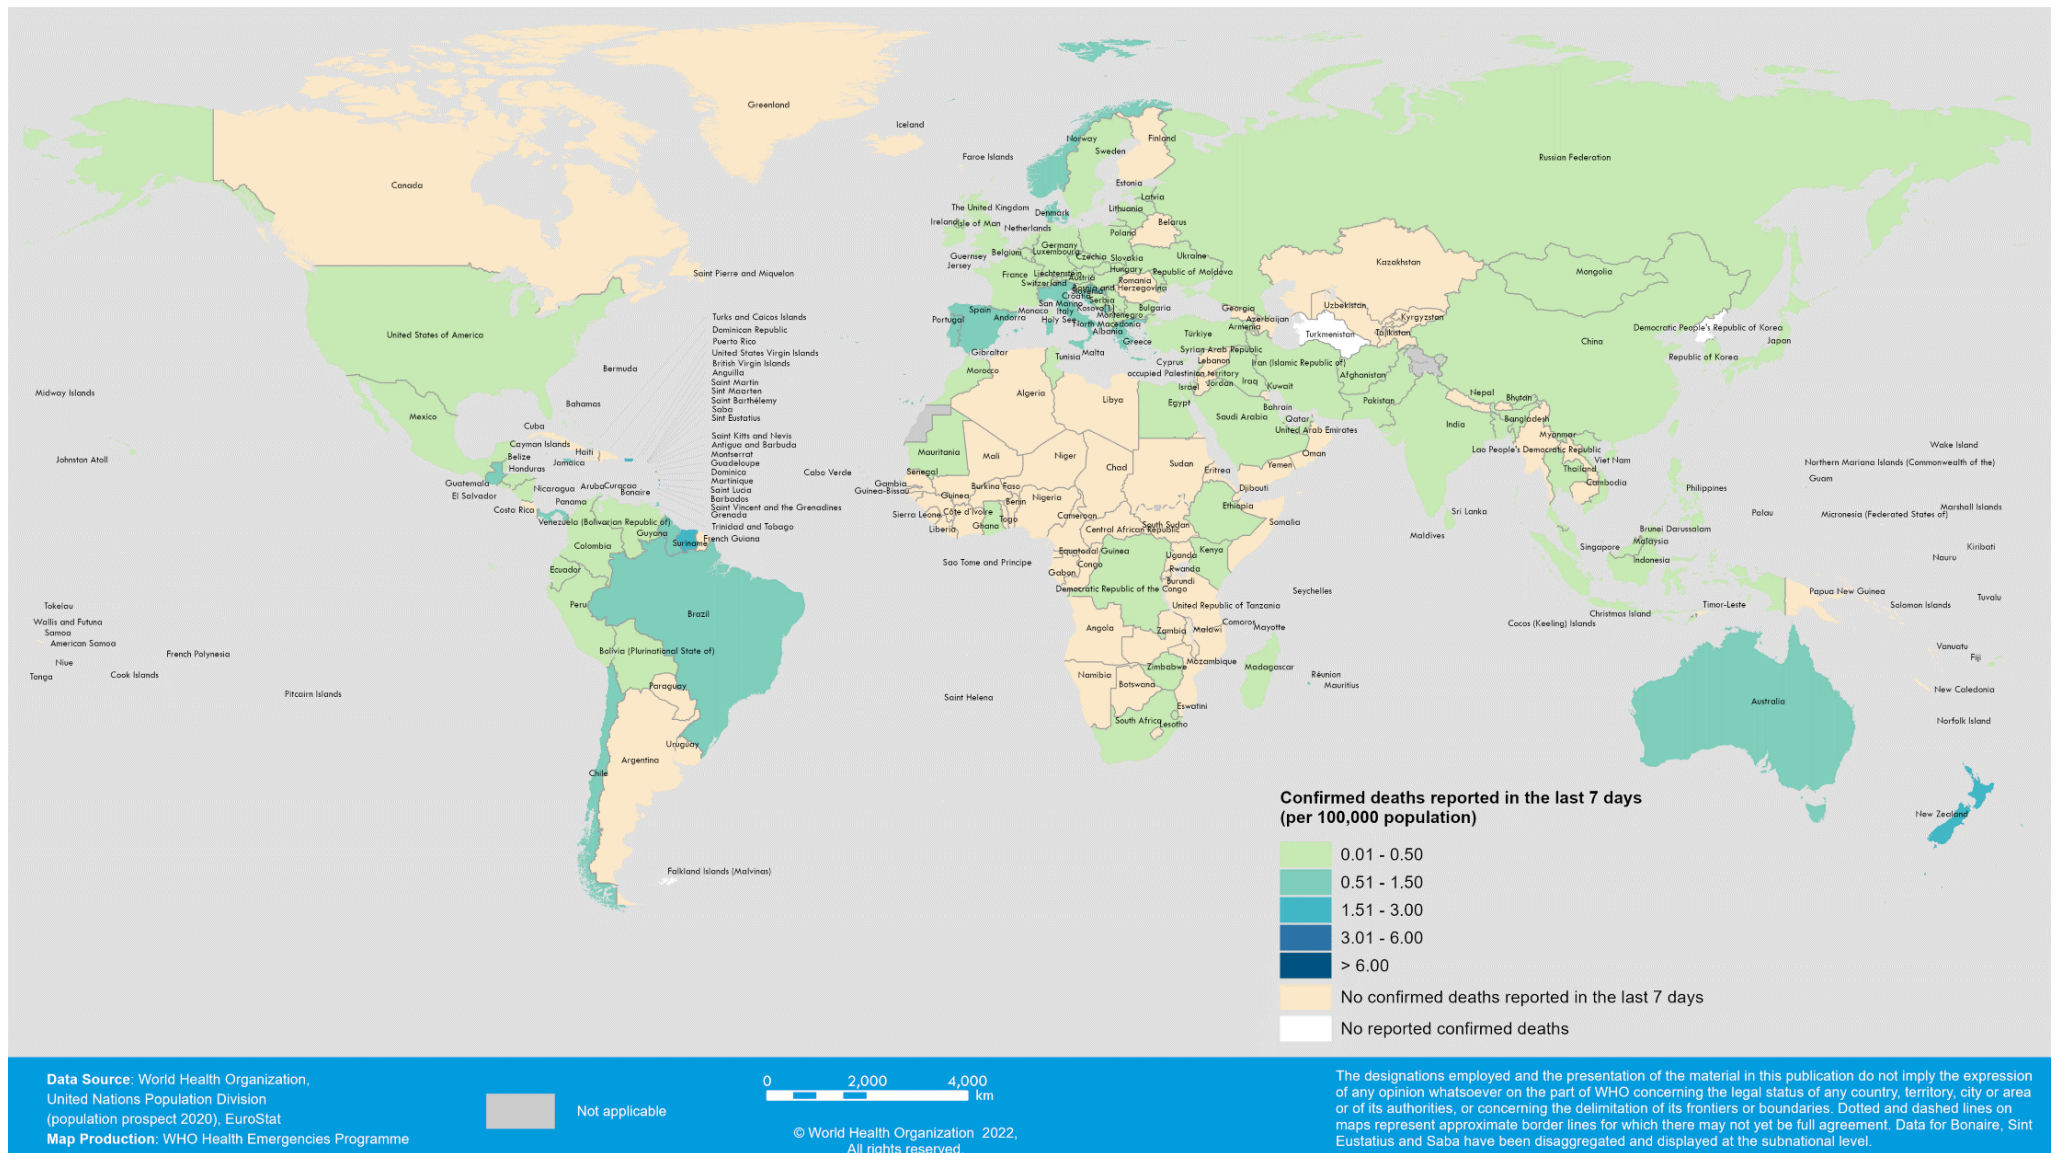 Greenland
Iceland
Norway
Finland
Sweden
Faroe Islands
Russian Federation
Canada
Estonia
Latvia
The United Kingdom
Denmark
Lithuania
Ireland
Isle of Man
Netherlands
Belarus
Poland
Guernsey
Belgium
Germany
Luxembourg
Czechia
Slovakia
Ukraine
Jersey
Saint Pierre and Miquelon
France
Liechtenstein
Austria
Hungary
Republic of Moldova
Kazakhstan
Mongolia
Switzerland
Romania
Bosnia and Herzegovina
Slovenia
Croatia
Serbia
San Marino
Kosovo[1]
Bulgaria
Georgia
Uzbekistan
Spain
Andorra
Monaco
Italy
Montenegro
Portugal
Holy See
North Macedonia
Albania
Azerbaijan
Armenia
Kyrgyzstan
Turks and Caicos Islands
Dominican Republic
Puerto Rico
United States Virgin Islands
British Virgin Islands
Anguilla
Saint Martin
Sint Maarten
Saint Barthélemy
Saba
Sint Eustatius
Saint Kitts and Nevis
Antigua and Barbuda
Montserrat
Guadeloupe
Dominica
Martinique
Saint Lucia
Barbados
Saint Vincent and the Grenadines
Grenada
Trinidad and Tobago
United States of America
Greece
Türkiye
Turkmenistan
Tajikistan
Democratic People's Republic of Korea
China
Japan
Republic of Korea
Gibraltar
Tunisia
Malta
Syrian Arab Republic
Cyprus
Lebanon
Iran (Islamic Republic of)
Bermuda
Morocco
occupied Palestinian territory
Israel
Jordan
Iraq
Kuwait
Afghanistan
Midway Islands
Algeria
Libya
Egypt
Pakistan
Nepal
Bhutan
Bahamas
Mexico
Saudi Arabia
Bahrain
Qatar
United Arab Emirates
India
Bangladesh
Cuba
Cayman Islands
Haiti
Belize
Jamaica
Honduras
Johnston Atoll
Mauritania
Mali
Niger
Chad
Sudan
Eritrea
Yemen
Oman
Myanmar
Lao People's Democratic Republic
Viet Nam
Thailand
Wake Island
Northern Mariana Islands (Commonwealth of the)
Guam
Cabo Verde
Senegal
Guatemala
El Salvador
Nicaragua
Aruba
Curacao
Bonaire
Gambia
Guinea-Bissau
Guinea
Burkina Faso
Benin
Nigeria
Djibouti
Cambodia
Philippines
Costa Rica
Panama
Sierra Leone
Côte d'Ivoire
Liberia
Ghana
Togo
Cameroon
Central African Republic
South Sudan
Ethiopia
Somalia
Sri Lanka
Palau
Micronesia (Federated States of)
Marshall Islands
Venezuela (Bolivarian Republic of)
Guyana
Suriname
French Guiana
Colombia
Maldives
Brunei Darussalam
Malaysia
Singapore
Indonesia
Kiribati
Nauru
Ecuador
Sao Tome and Principe
Equatorial Guinea
Gabon
Congo
Uganda
Kenya
Rwanda
Burundi
Democratic Republic of the Congo
Seychelles
Papua New Guinea
Tokelau
Peru
Brazil
United Republic of Tanzania
Timor-Leste
Christmas Island
Cocos (Keeling) Islands
Solomon Islands
Tuvalu
Wallis and Futuna
Samoa
American Samoa
Angola
Zambia
Malawi
Comoros
Mayotte
French Polynesia
Niue
Tonga
Cook Islands
Pitcairn Islands
Bolivia (Plurinational State of)
Zimbabwe
Mozambique
Madagascar
Réunion
Mauritius
Vanuatu
Fiji
Paraguay
Saint Helena
Namibia
Botswana
Eswatini
South Africa
Lesotho
Australia
New Caledonia
Norfolk Island
Uruguay
Argentina
Chile
New Zealand
Falkland Islands (Malvinas)
Confirmed deaths reported in the last 7 days
(per 100,000 population)
0.01 - 0.50
0.51 - 1.50
1.51 - 3.00
3.01 - 6.00
> 6.00
No confirmed deaths reported in the last 7 days
No reported confirmed deaths
Data Source: World Health Organization,
United Nations Population Division
(population prospect 2020), EuroStat
Map Production: WHO Health Emergencies Programme
Not applicable
0 2,000 4,000
km
© World Health Organization 2022,
All rights reserved
The designations employed and the presentation of the material in this publication do not imply the expression
of any opinion whatsoever on the part of WHO concerning the legal status of any country, territory, city or area
or of its authorities, or concerning the delimitation of its frontiers or boundaries. Dotted and dashed lines on
maps represent approximate border lines for which there may not yet be full agreement. Data for Bonaire, Sint
Eustatius and Saba have been disaggregated and displayed at the subnational level.